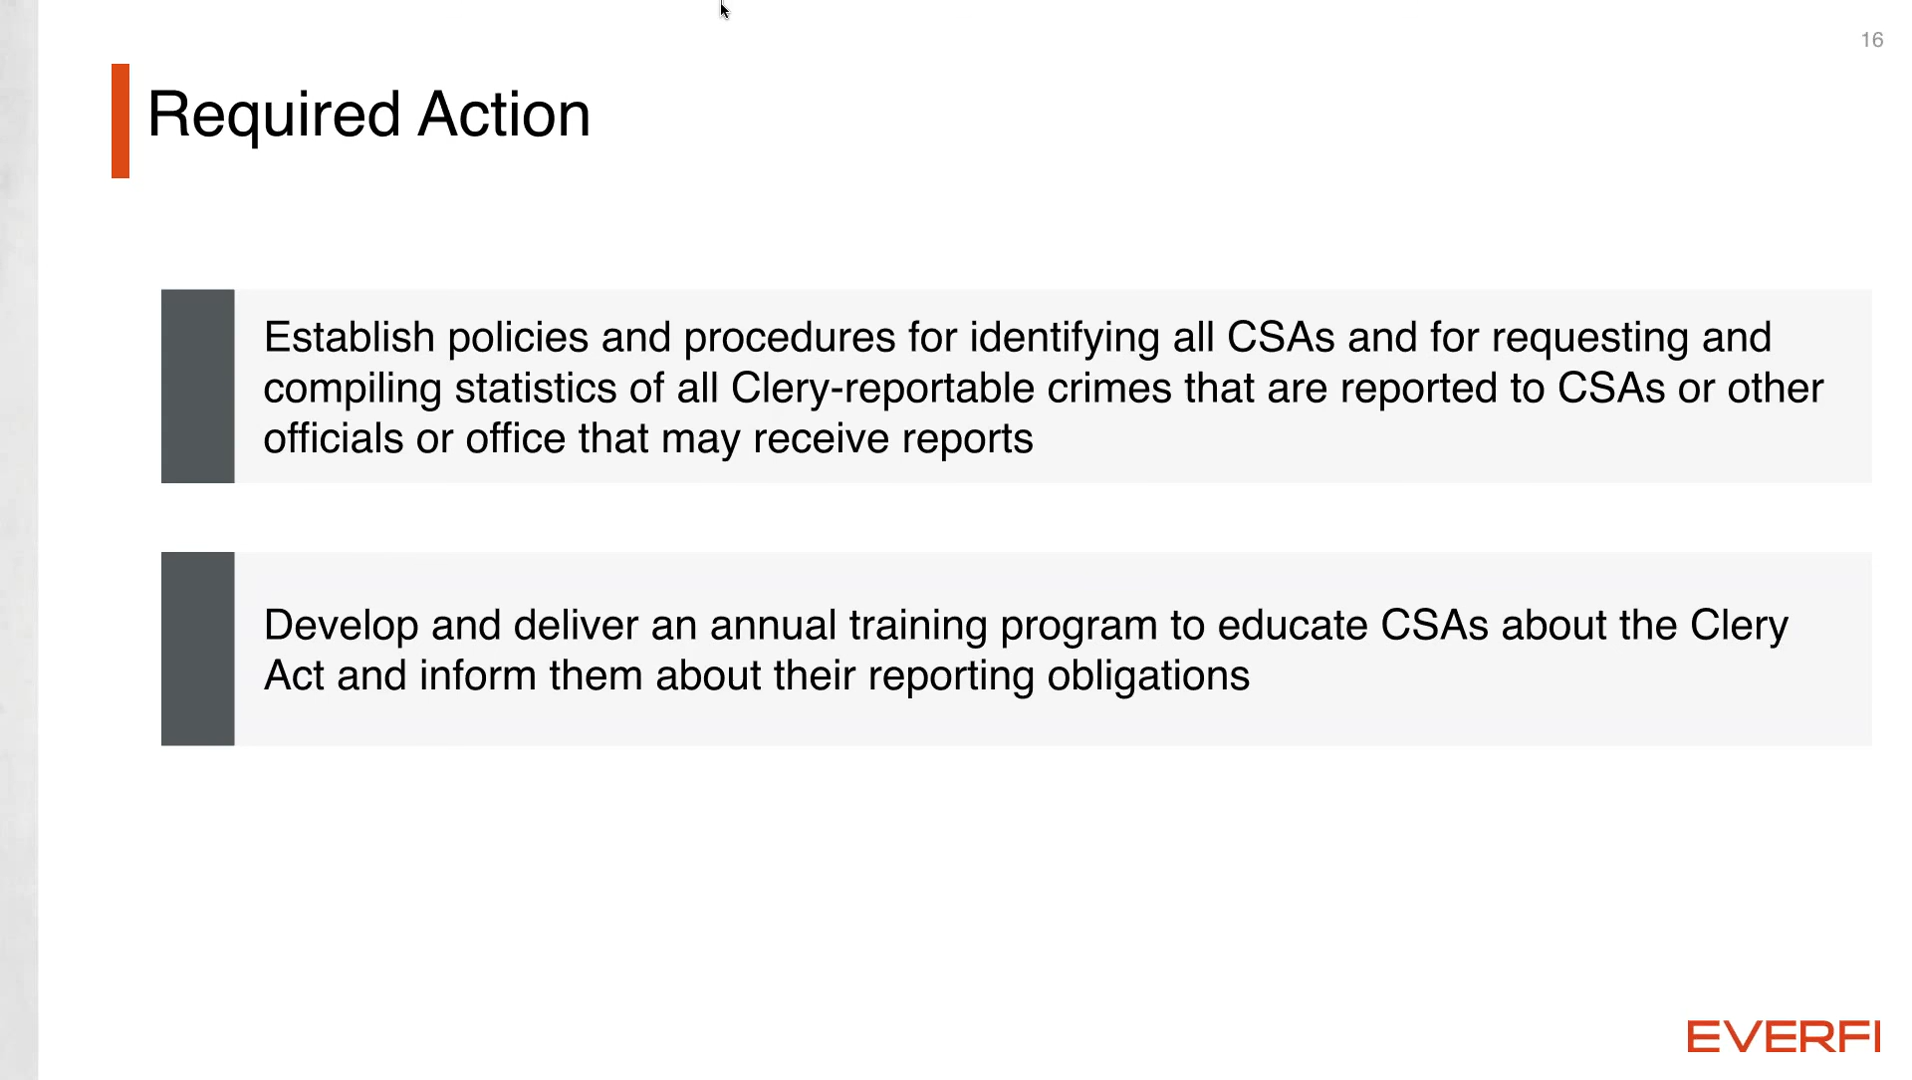 16
Required Action
Establish policies and procedures for identifying all CSAs and for requesting and
compiling statistics of all Clery-reportable crimes that are reported to CSAs or other
officials or office that may receive reports
Develop and deliver an annual training program to educate CSAs about the Clery
Act and inform them about their reporting obligations
EVERFI